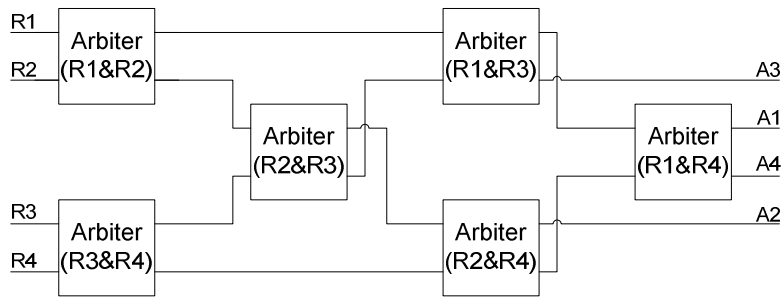 R1
Arbiter
(R1&R2)
R2
Arbiter
(R1&R3)
A3
Arbiter
(R2&R3)
Arbiter
(R1&R4)
A1
A4
R3
Arbiter
(R3&R4)
R4
Arbiter
(R2&R4)
A2